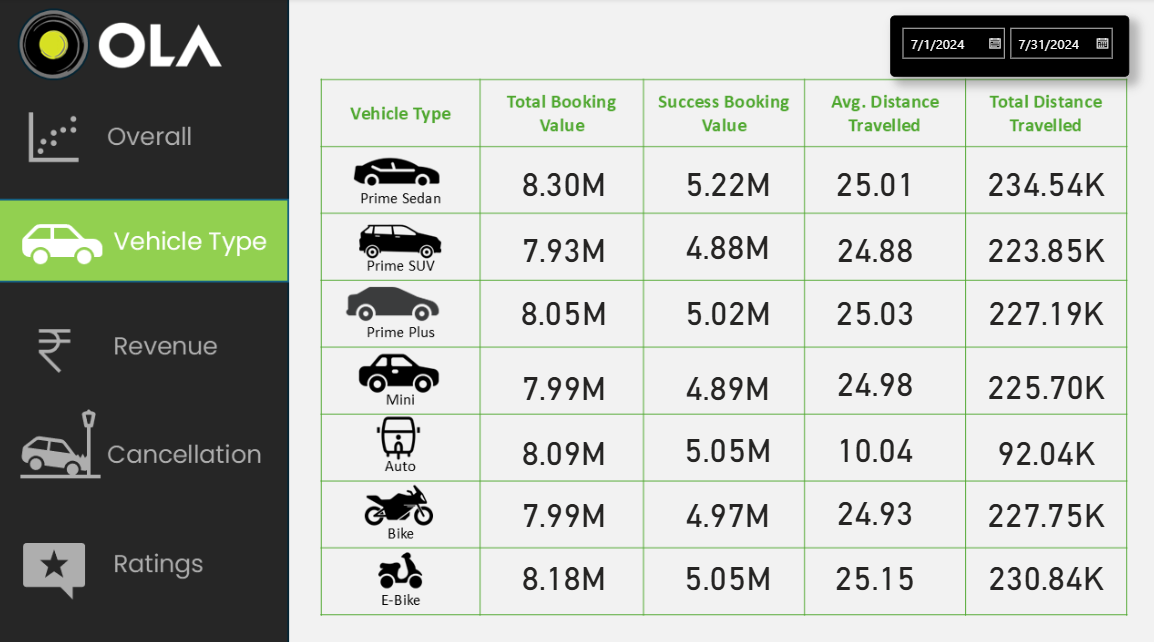 OLA
7/1/2024 7/31/2024
Overall
Vehicle Type
Revenue
Cancellation
Ratings
Vehicle Type Total Booking Value Success Booking Value Avg. Distance Travelled Total Distance Travelled
Prime Sedan 8.30M 5.22M 25.01 234.54K
Prime SUV 7.93M 4.88M 24.88 223.85K
Prime Plus 8.05M 5.02M 25.03 227.19K
Mini 7.99M 4.89M 24.98 225.70K
Auto 8.09M 5.05M 10.04 92.04K
Bike 7.99M 4.97M 24.93 227.75K
E-Bike 8.18M 5.05M 25.15 230.84K